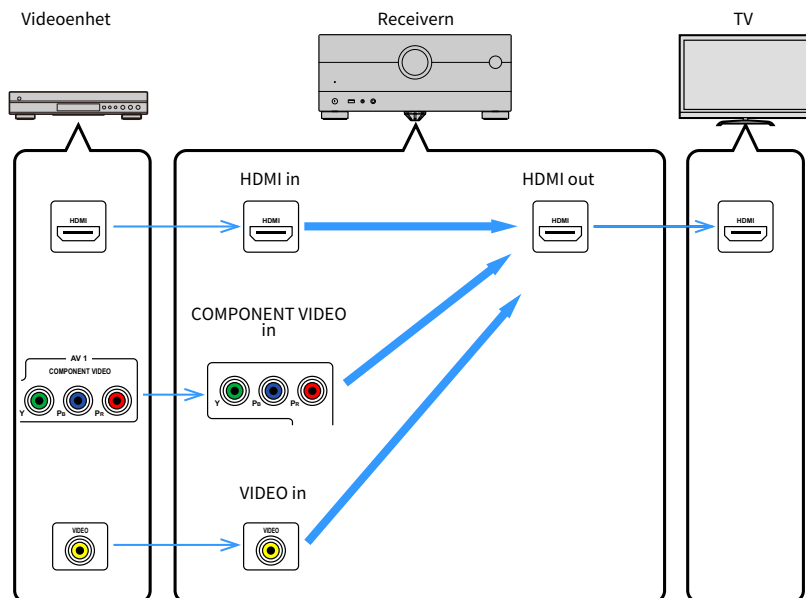 Videoenhet
Receivern
TV
HDMI in
HDMI out
HDMI
HDMI
HDMI
HDMI
COMPONENT VIDEO
in
AV 1
COMPONENT VIDEO
Y PB PR
Y PB PR
VIDEO in
VIDEO
VIDEO